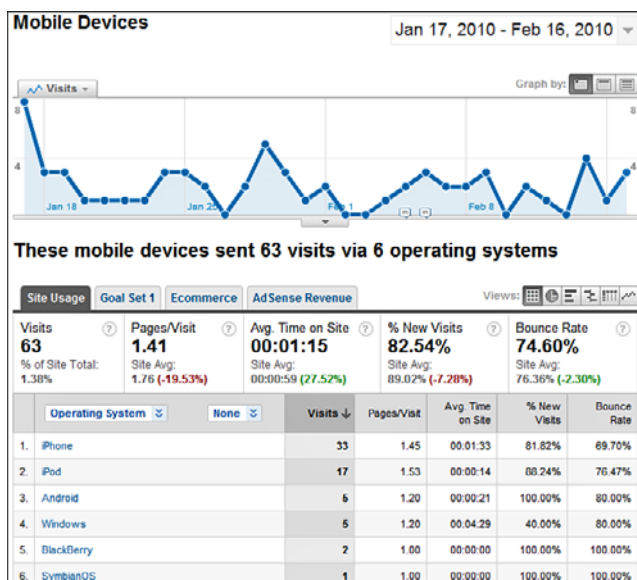 Mobile Devices
Jan 17, 2010 - Feb 16, 2010
Visits
Graph by:
8 8
4 4
Jan 18 Jan 25 Feb 1 Feb 8
These mobile devices sent 63 visits via 6 operating systems
Site Usage Goal Set 1 Ecommerce AdSense Revenue Views:
Visits ? Pages/Visit ? Avg. Time on Site ? % New Visits ? Bounce Rate ?
63 1.41 00:01:15 82.54% 74.60%
% of Site Total: Site Avg: Site Avg: Site Avg: Site Avg:
1.38% 1.76 (-19.53%) 00:00:59 (27.52%) 89.02% (-7.28%) 76.36% (-2.30%)
Operating System None Visits ↓ Pages/Visit Avg. Time on Site % New Visits Bounce Rate
1. iPhone 33 1.45 00:01:33 81.82% 69.70%
2. iPod 17 1.53 00:00:14 88.24% 76.47%
3. Android 5 1.20 00:00:21 100.00% 80.00%
4. Windows 5 1.20 00:04:29 40.00% 80.00%
5. BlackBerry 2 1.00 00:00:00 100.00% 100.00%
6. SymbianOS 1 1.00 00:00:00 100.00% 100.00%